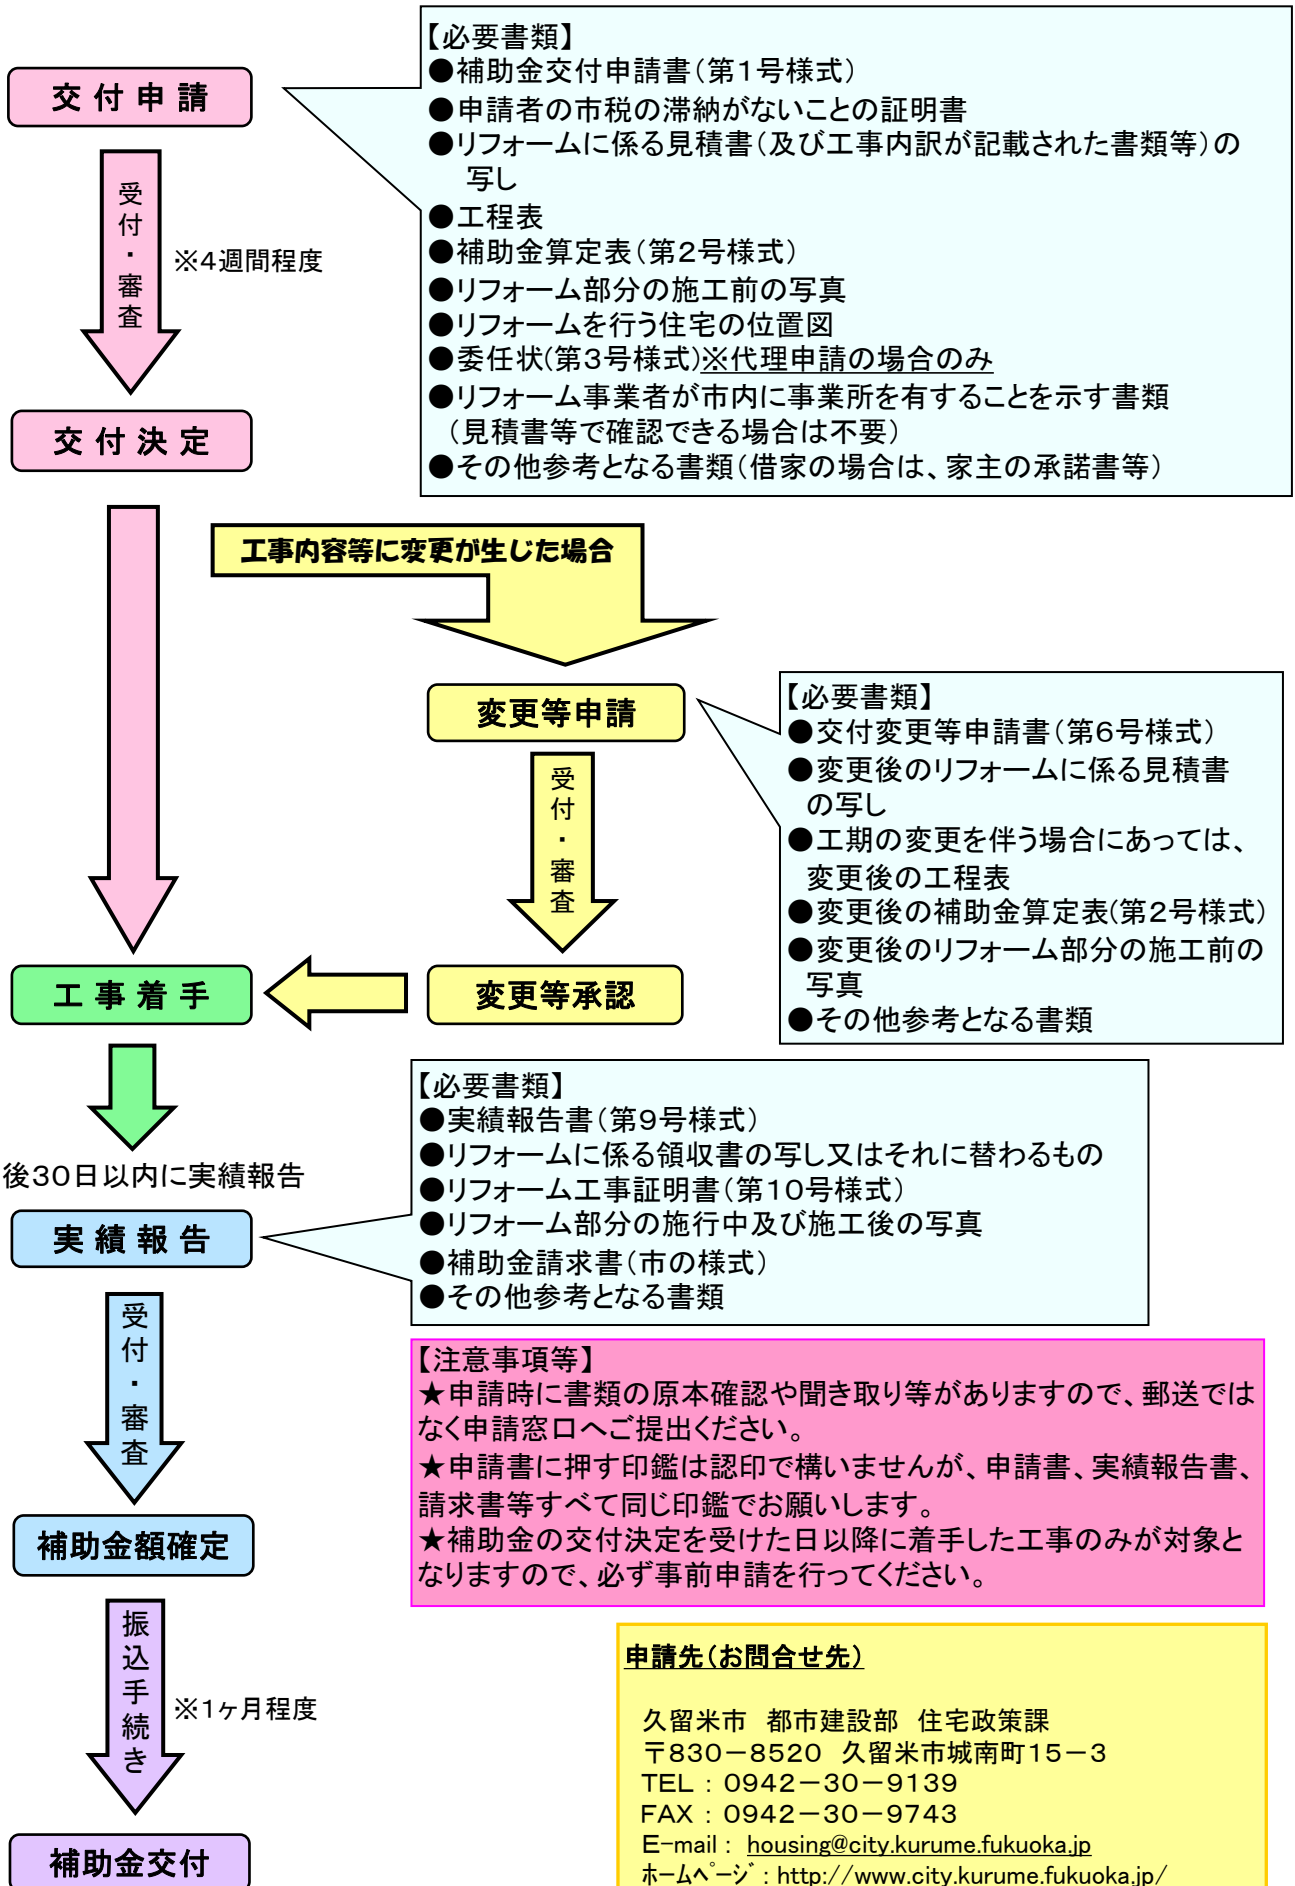 交付申請
【必要書類】
●補助金交付申請書（第１号様式）
●申請者の市税の滞納がないことの証明書
●リフォームに係る見積書（及び工事内訳が記載された書類等）の
写し
●工程表
●補助金算定表（第２号様式）
●リフォーム部分の施工前の写真
●リフォームを行う住宅の位置図
●委任状(第３号様式)※代理申請の場合のみ
●リフォーム事業者が市内に事業所を有することを示す書類
（見積書等で確認できる場合は不要）
●その他参考となる書類（借家の場合は、家主の承諾書等）
受付・審査
※４週間程度
交付決定
工事内容等に変更が生じた場合
変更等申請
【必要書類】
●交付変更等申請書（第６号様式）
●変更後のリフォームに係る見積書
の写し
●工期の変更を伴う場合にあっては、
変更後の工程表
●変更後の補助金算定表(第２号様式)
●変更後のリフォーム部分の施工前の
写真
●その他参考となる書類
受付・審査
変更等承認
工事着手
後３０日以内に実績報告
実績報告
【必要書類】
●実績報告書（第９号様式）
●リフォームに係る領収書の写し又はそれに替わるもの
●リフォーム工事証明書（第１０号様式）
●リフォーム部分の施行中及び施工後の写真
●補助金請求書（市の様式）
●その他参考となる書類
受付・審査
【注意事項等】
★申請時に書類の原本確認や聞き取り等がありますので、郵送では
なく申請窓口へご提出ください。
★申請書に押す印鑑は認印で構いませんが、申請書、実績報告書、
請求書等すべて同じ印鑑でお願いします。
★補助金の交付決定を受けた日以降に着手した工事のみが対象と
なりますので、必ず事前申請を行ってください。
補助金額確定
振込手続き
※１ヶ月程度
補助金交付
申請先（お問合せ先）
久留米市　都市建設部　住宅政策課
〒８３０－８５２０　久留米市城南町１５－３
TEL：０９４２－３０－９１３９
FAX：０９４２－３０－９７４３
E-mail： housing@city.kurume.fukuoka.jp
ﾎｰﾑﾍﾟｰｼﾞ：http://www.city.kurume.fukuoka.jp/